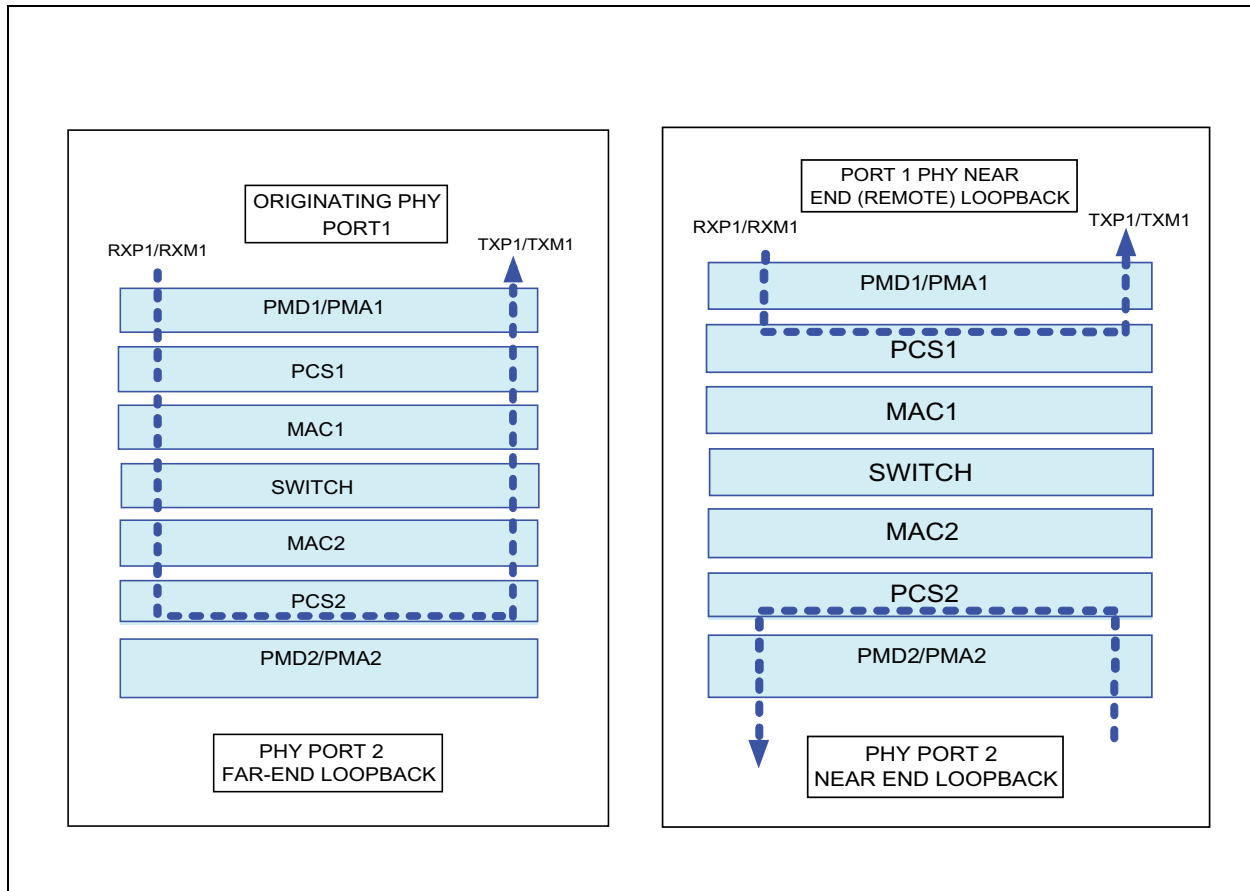 ORIGINATING PHY
PORT1
RXP1/RXM1
TXP1/TXM1
PMD1/PMA1
PCS1
MAC1
SWITCH
MAC2
PCS2
PMD2/PMA2
PHY PORT 2
FAR-END LOOPBACK
PORT 1 PHY NEAR
END (REMOTE) LOOPBACK
RXP1/RXM1
TXP1/TXM1
PMD1/PMA1
PCS1
MAC1
SWITCH
MAC2
PCS2
PMD2/PMA2
PHY PORT 2
NEAR END LOOPBACK